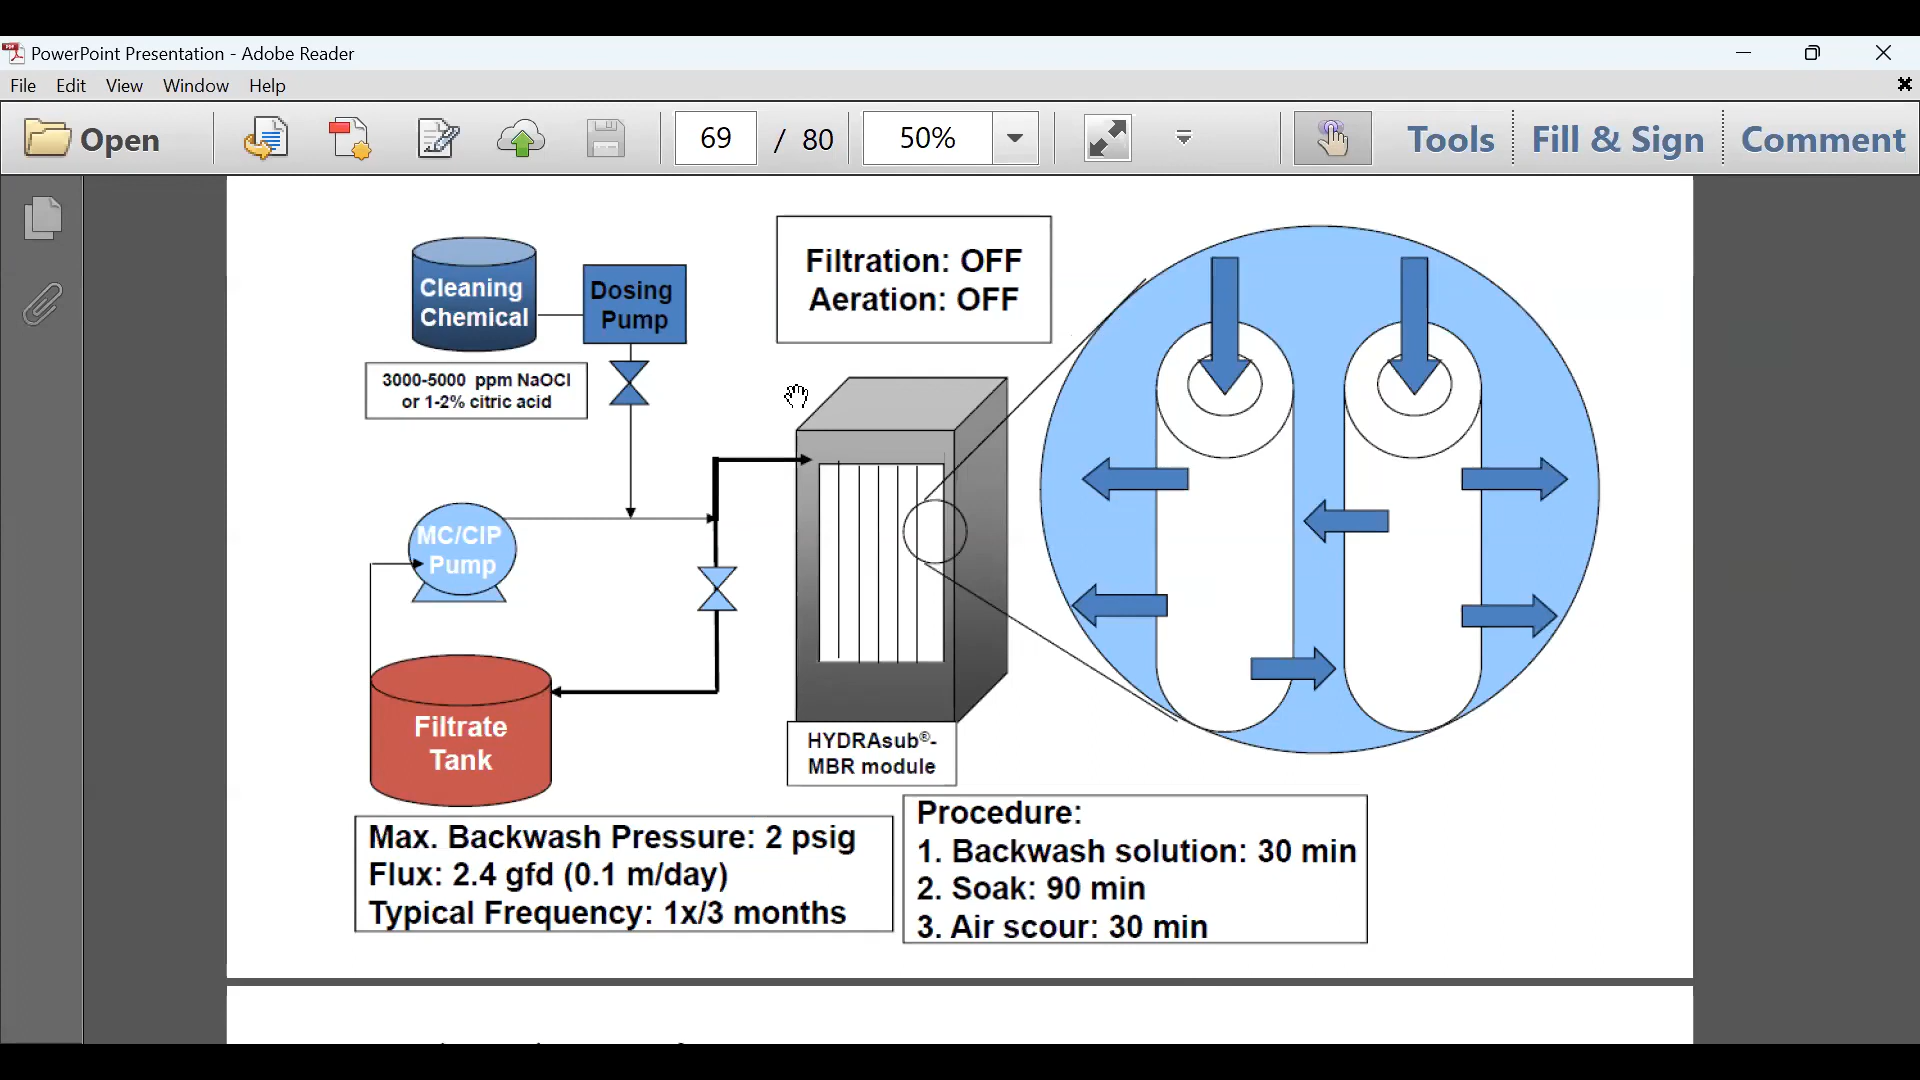 PowerPoint Presentation - Adobe Reader
File Edit View Window Help
Open 69 / 80 50% Tools Fill & Sign Comment
Cleaning
Chemical
Dosing
Pump
Filtration: OFF
Aeration: OFF
3000-5000 ppm NaOCl
or 1-2% citric acid
MC/CIP
Pump
Filtrate
Tank
HYDRAsub®-
MBR module
Max. Backwash Pressure: 2 psig
Flux: 2.4 gfd (0.1 m/day)
Typical Frequency: 1x/3 months
Procedure:
1. Backwash solution: 30 min
2. Soak: 90 min
3. Air scour: 30 min